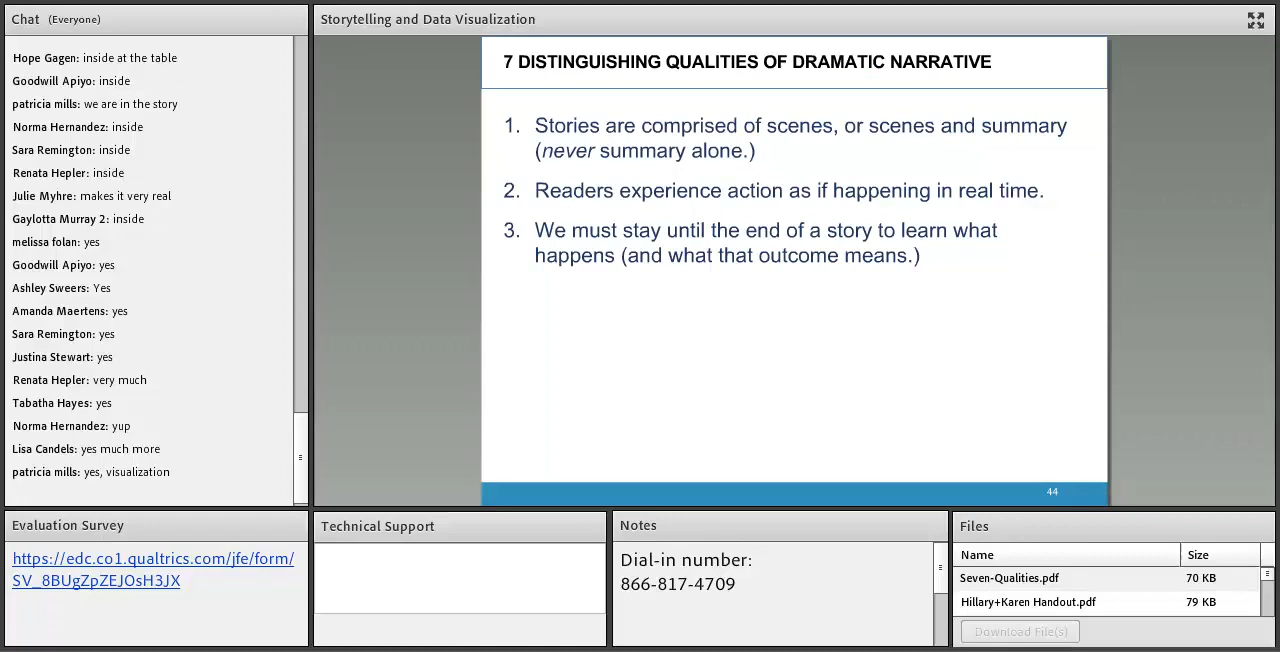 Chat (Everyone)
Hope Gagen: inside at the table
Goodwill Apiyo: inside
patricia mills: we are in the story
Norma Hernandez: inside
Sara Remington: inside
Renata Hepler: inside
Julie Myhre: makes it very real
Gaylotta Murray 2: inside
melissa folan: yes
Goodwill Apiyo: yes
Ashley Sweers: Yes
Amanda Maertens: yes
Sara Remington: yes
Justina Stewart: yes
Renata Hepler: very much
Tabatha Hayes: yes
Norma Hernandez: yup
Lisa Candels: yes much more
patricia mills: yes, visualization
Storytelling and Data Visualization
7 DISTINGUISHING QUALITIES OF DRAMATIC NARRATIVE
1. Stories are comprised of scenes, or scenes and summary
(never summary alone.)
2. Readers experience action as if happening in real time.
3. We must stay until the end of a story to learn what
happens (and what that outcome means.)
44
Evaluation Survey
https://edc.co1.qualtrics.com/jfe/form/
SV_8BUgZpZEJOsH3JX
Technical Support
Notes
Dial-in number:
866-817-4709
Files
Name Size
Seven-Qualities.pdf 70 KB
Hillary+Karen Handout.pdf 79 KB
Download File(s)